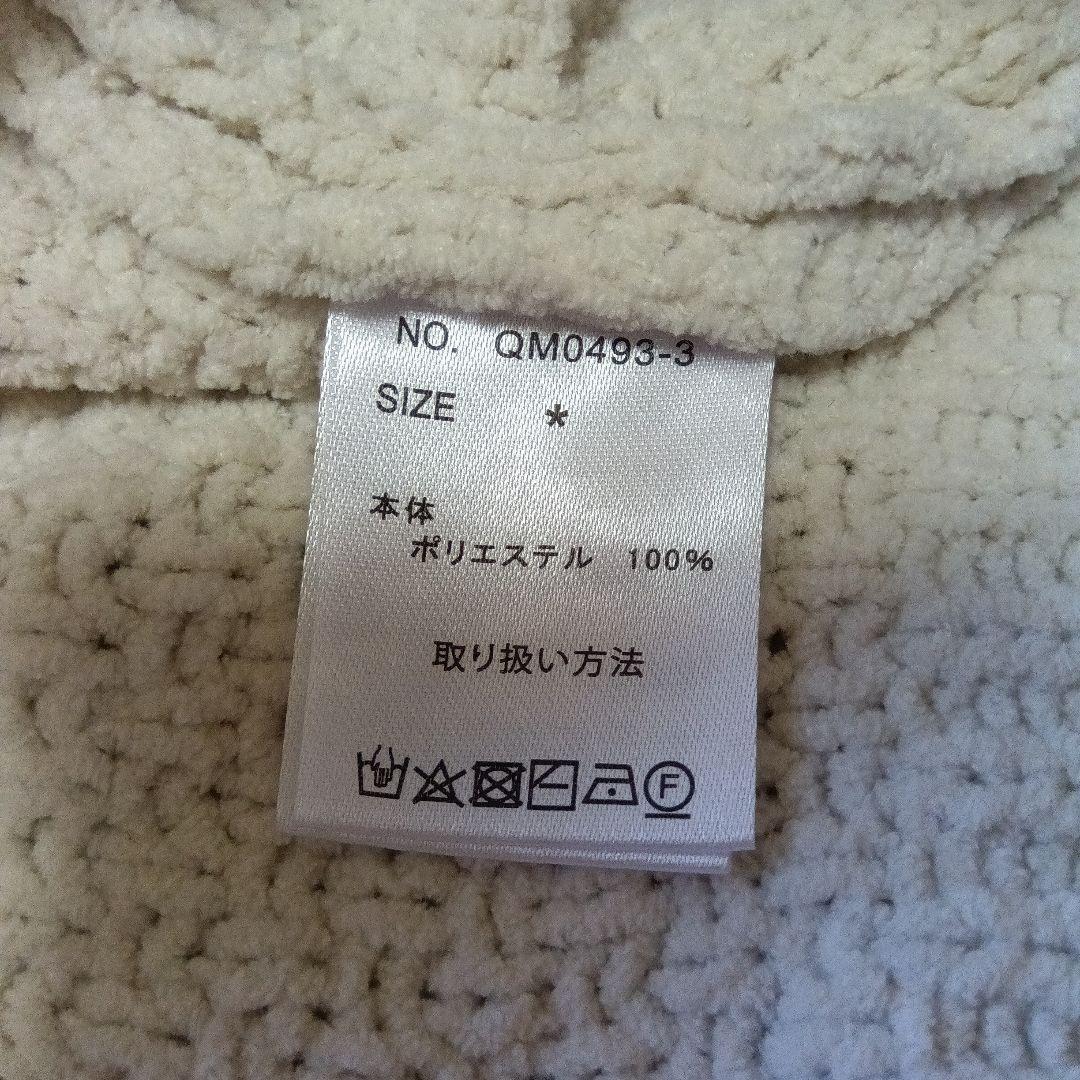 NO. QM0493-3
SIZE *
本体
ポリエステル 100%
取り扱い方法
F